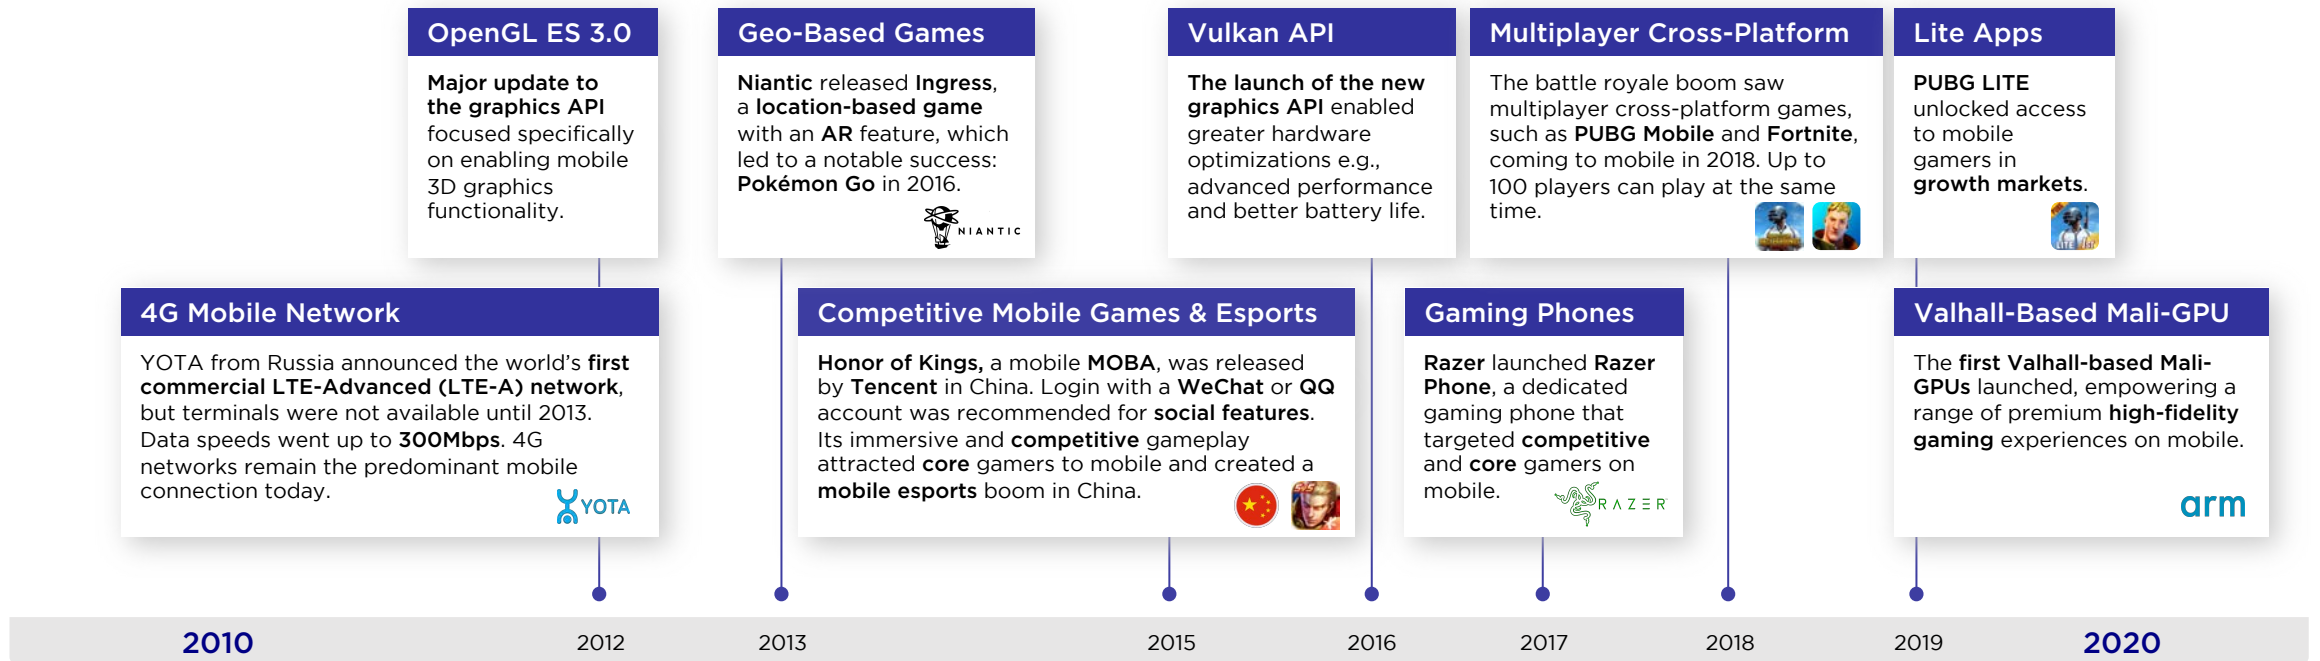 OpenGL ES 3.0
Major update to
the graphics API
focused specifically
on enabling mobile
3D graphics
functionality.
Geo-Based Games
Niantic released Ingress,
a location-based game
with an AR feature, which
led to a notable success:
Pokémon Go in 2016.
NIANTIC
Vulkan API
The launch of the new
graphics API enabled
greater hardware
optimizations e.g.,
advanced performance
and better battery life.
Multiplayer Cross-Platform
The battle royale boom saw
multiplayer cross-platform games,
such as PUBG Mobile and Fortnite,
coming to mobile in 2018. Up to
100 players can play at the same
time.
Lite Apps
PUBG LITE
unlocked access
to mobile
gamers in
growth markets.
LITE
4G Mobile Network
YOTA from Russia announced the world’s first
commercial LTE-Advanced (LTE-A) network,
but terminals were not available until 2013.
Data speeds went up to 300Mbps. 4G
networks remain the predominant mobile
connection today.
YOTA
Competitive Mobile Games & Esports
Honor of Kings, a mobile MOBA, was released
by Tencent in China. Login with a WeChat or QQ
account was recommended for social features.
Its immersive and competitive gameplay
attracted core gamers to mobile and created a
mobile esports boom in China.
Gaming Phones
Razer launched Razer
Phone, a dedicated
gaming phone that
targeted competitive
and core gamers on
mobile.
RAZER
Valhall-Based Mali-GPU
The first Valhall-based Mali-
GPUs launched, empowering a
range of premium high-fidelity
gaming experiences on mobile.
arm
2010
2012
2013
2015
2016
2017
2018
2019
2020